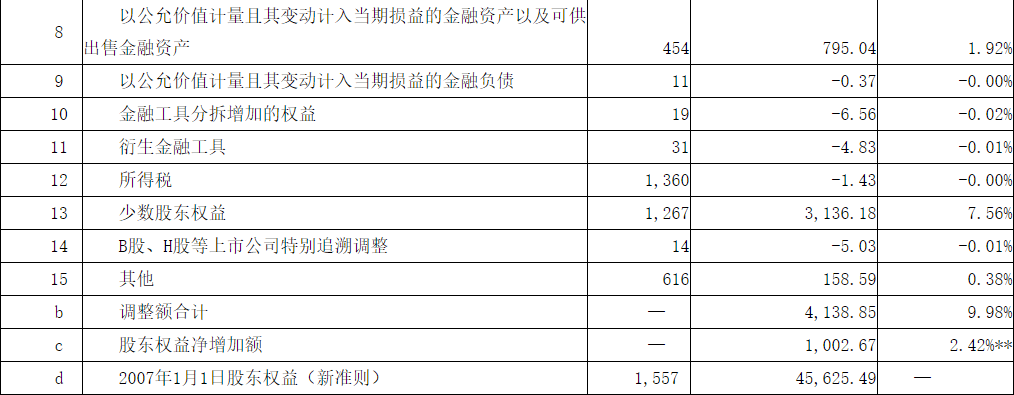 8 以公允价值计量且其变动计入当期损益的金融资产以及可供
出售金融资产 454 795.04 1.92%
9 以公允价值计量且其变动计入当期损益的金融负债 11 -0.37 -0.00%
10 金融工具分拆增加的权益 19 -6.56 -0.02%
11 衍生金融工具 31 -4.83 -0.01%
12 所得税 1,360 -1.43 -0.00%
13 少数股东权益 1,267 3,136.18 7.56%
14 B股、H股等上市公司特别追溯调整 14 -5.03 -0.01%
15 其他 616 158.59 0.38%
b 调整额合计 — 4,138.85 9.98%
c 股东权益净增加额 — 1,002.67 2.42%**
d 2007年1月1日股东权益（新准则） 1,557 45,625.49 —